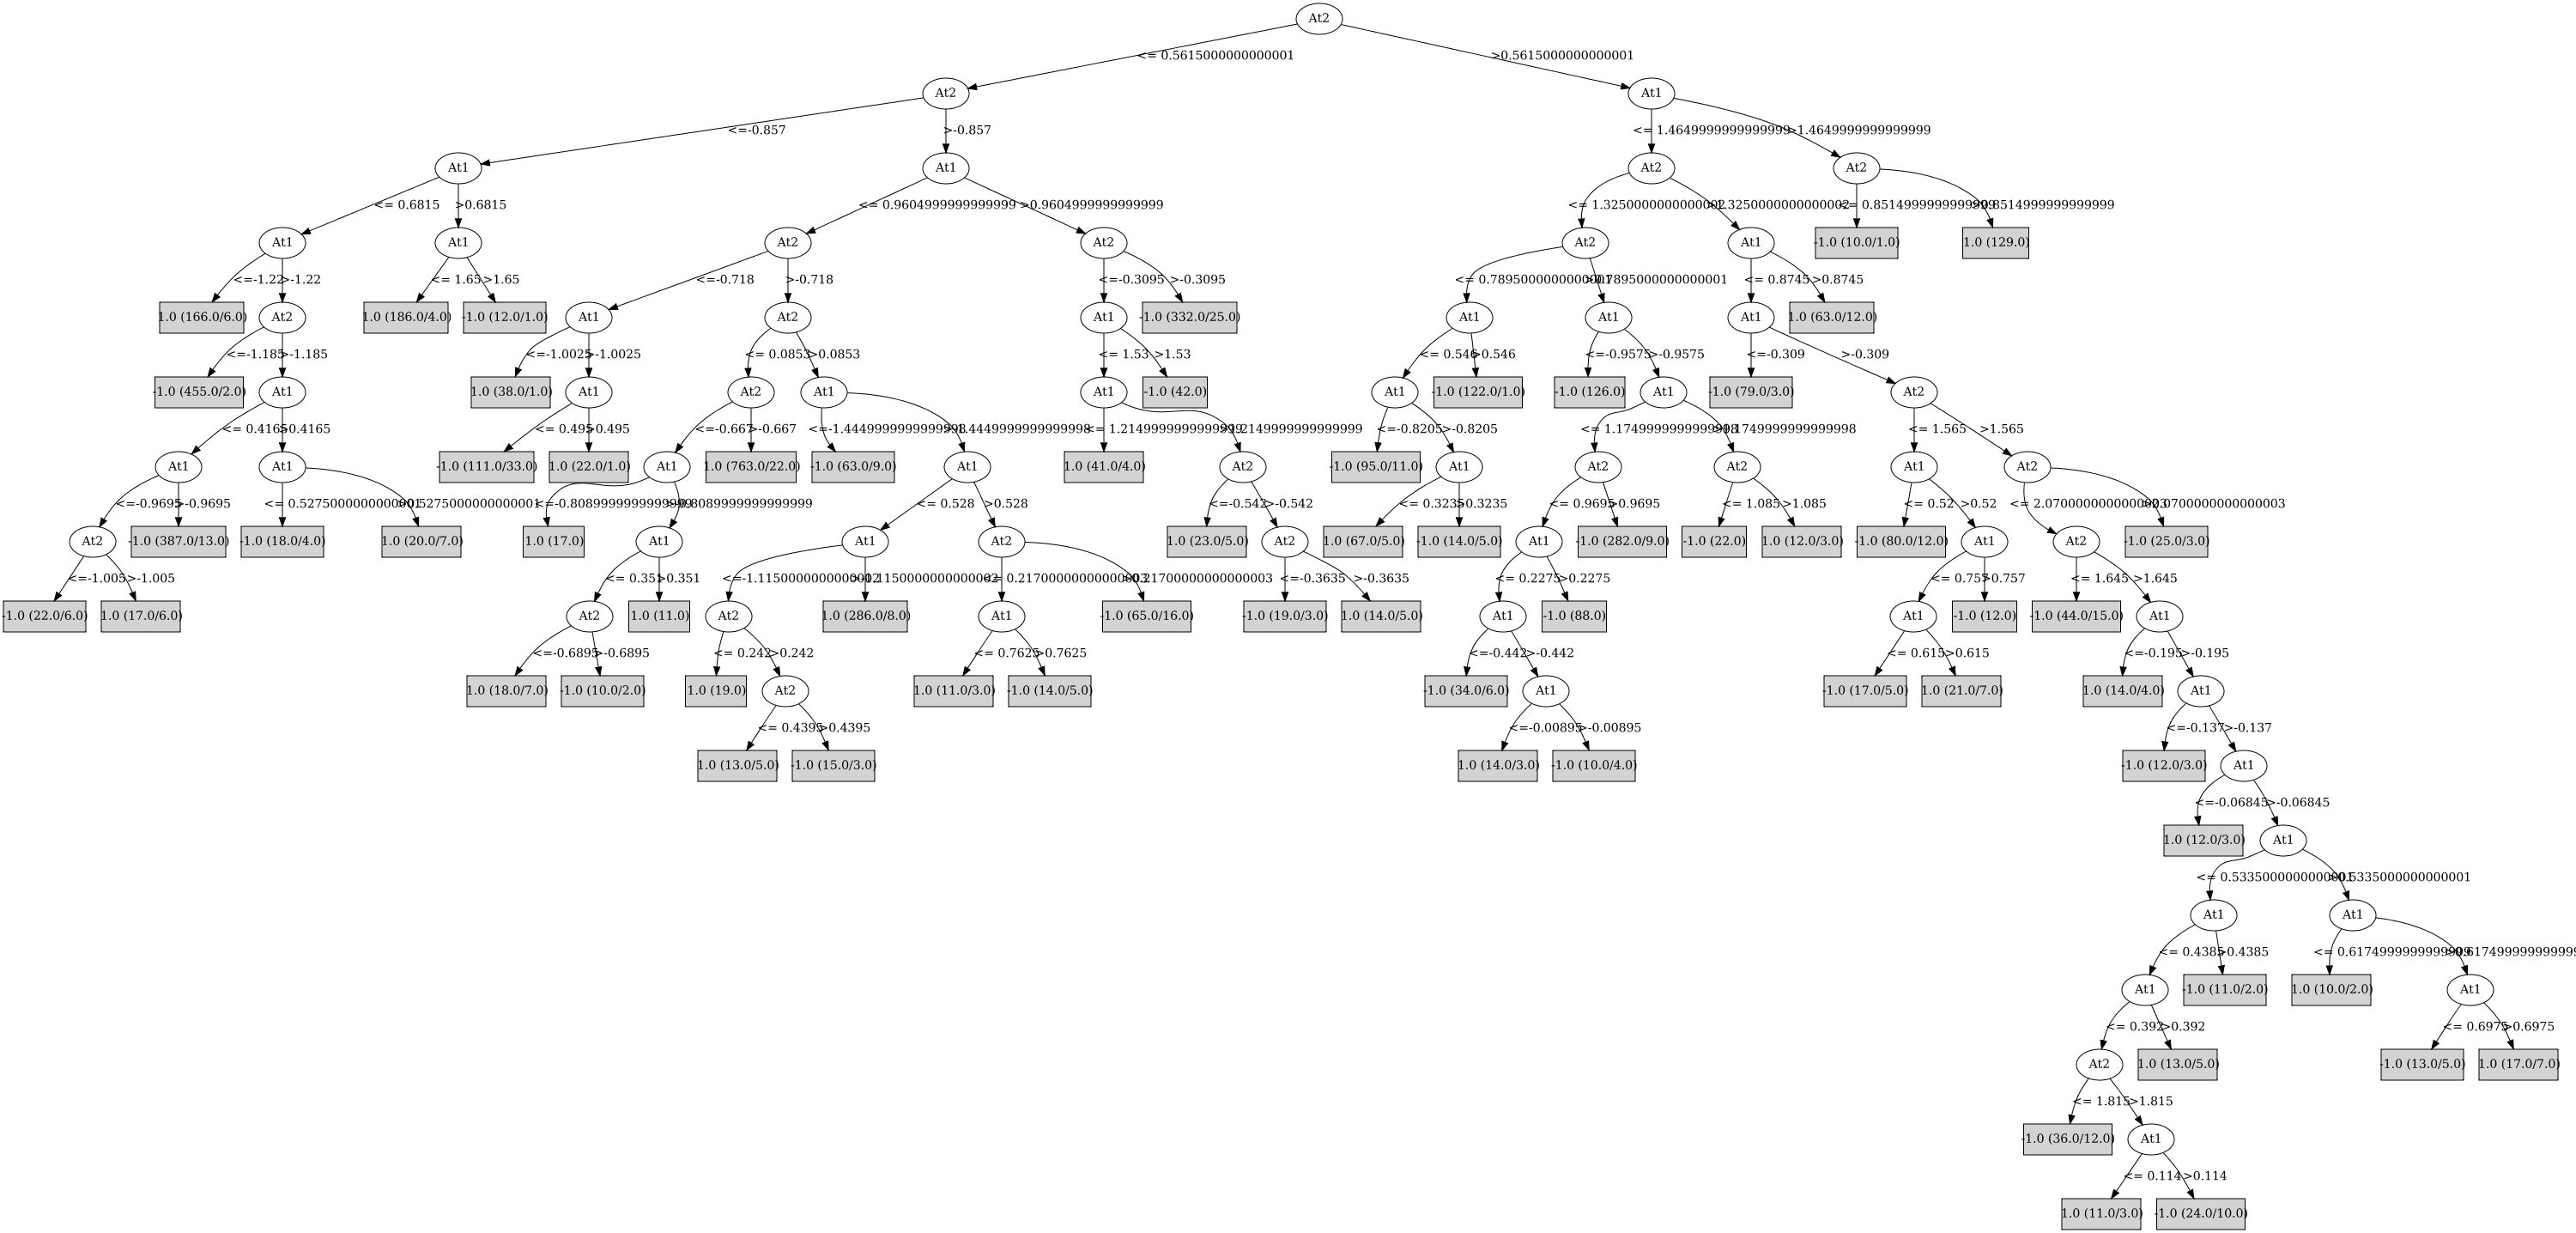 At2
<= 0.5615000000000001 >0.5615000000000001
At2 At1
<=-0.857 >-0.857 <= 1.4649999999999999 >1.4649999999999999
At1 At1 At2 At2
<= 0.6815 >0.6815 <= 0.9604999999999999 >0.9604999999999999 <= 1.3250000000000002 >1.3250000000000002 <= 0.8514999999999999 >0.8514999999999999
At1 At1 At2 At2 At2 At1 -1.0 (10.0/1.0) 1.0 (129.0)
<=-1.22 >-1.22 <= 1.65 >1.65 <=-0.718 >-0.718 <=-0.3095 >-0.3095 <= 0.7895000000000001 >0.7895000000000001 <= 0.8745 >0.8745
1.0 (166.0/6.0) At2 1.0 (186.0/4.0) -1.0 (12.0/1.0) At1 At2 At1 -1.0 (332.0/25.0) At1 At1 At1 1.0 (63.0/12.0)
<=-1.185 >-1.185 <=-1.0025 >-1.0025 <= 0.0853 >0.0853 <= 1.53 >1.53 <= 0.546 >0.546 <=-0.9575 >-0.9575 <=-0.309 >-0.309
-1.0 (455.0/2.0) At1 1.0 (38.0/1.0) At1 At2 At1 At1 -1.0 (42.0) At1 -1.0 (122.0/1.0) -1.0 (126.0) At1 -1.0 (79.0/3.0) At2
<= 0.4165 >0.4165 <= 0.495 >0.495 <=-0.667 >-0.667 <=-1.4449999999999998 >-1.4449999999999998 <= 1.2149999999999999 >1.2149999999999999 <=-0.8205 >-0.8205 <= 1.1749999999999998 >1.1749999999999998 <= 1.565 >1.565
At1 At1 -1.0 (111.0/33.0) 1.0 (22.0/1.0) At1 1.0 (763.0/22.0) -1.0 (63.0/9.0) At1 1.0 (41.0/4.0) At2 -1.0 (95.0/11.0) At1 At2 At2 At1 At2
<=-0.9695 >-0.9695 <= 0.5275000000000001 >0.5275000000000001 <=-0.8089999999999999 >-0.8089999999999999 <= 0.528 >0.528 <=-0.542 >-0.542 <= 0.3235 >0.3235 <= 0.9695 >0.9695 <= 1.085 >1.085 <= 0.52 >0.52 <= 2.0700000000000003 >2.0700000000000003
At2 -1.0 (387.0/13.0) -1.0 (18.0/4.0) 1.0 (20.0/7.0) 1.0 (17.0) At1 At1 At2 1.0 (23.0/5.0) At2 1.0 (67.0/5.0) -1.0 (14.0/5.0) At1 -1.0 (282.0/9.0) -1.0 (22.0) 1.0 (12.0/3.0) -1.0 (80.0/12.0) At1 At2 -1.0 (25.0/3.0)
<=-1.005 >-1.005 <= 0.351 >0.351 <=-1.1150000000000002 >-1.1150000000000002 <= 0.21700000000000003 >0.21700000000000003 <=-0.3635 >-0.3635 <= 0.2275 >0.2275 <= 0.757 >0.757 <= 1.645 >1.645
-1.0 (22.0/6.0) 1.0 (17.0/6.0) At2 1.0 (11.0) At2 1.0 (286.0/8.0) At1 -1.0 (65.0/16.0) -1.0 (19.0/3.0) 1.0 (14.0/5.0) At1 -1.0 (88.0) At1 -1.0 (12.0) -1.0 (44.0/15.0) At1
<=-0.6895 >-0.6895 <= 0.242 >0.242 <= 0.7625 >0.7625 <=-0.442 >-0.442 <= 0.615 >0.615 <=-0.195 >-0.195
1.0 (18.0/7.0) -1.0 (10.0/2.0) 1.0 (19.0) At2 1.0 (11.0/3.0) -1.0 (14.0/5.0) -1.0 (34.0/6.0) At1 -1.0 (17.0/5.0) 1.0 (21.0/7.0) 1.0 (14.0/4.0) At1
<= 0.4395 >0.4395 <=-0.00895 >-0.00895 <=-0.137 >-0.137
1.0 (13.0/5.0) -1.0 (15.0/3.0) 1.0 (14.0/3.0) -1.0 (10.0/4.0) -1.0 (12.0/3.0) At1
<=-0.06845 >-0.06845
1.0 (12.0/3.0) At1
<= 0.5335000000000001 >0.5335000000000001
At1 At1
<= 0.4385 >0.4385 <= 0.6174999999999999
At1 -1.0 (11.0/2.0) 1.0 (10.0/2.0) At1
<= 0.392 >0.392 <= 0.6975 >0.6975
At2 1.0 (13.0/5.0) -1.0 (13.0/5.0) 1.0 (17.0/7.0)
<= 1.815 >1.815
-1.0 (36.0/12.0) At1
<= 0.114 >0.114
1.0 (11.0/3.0) -1.0 (24.0/10.0)